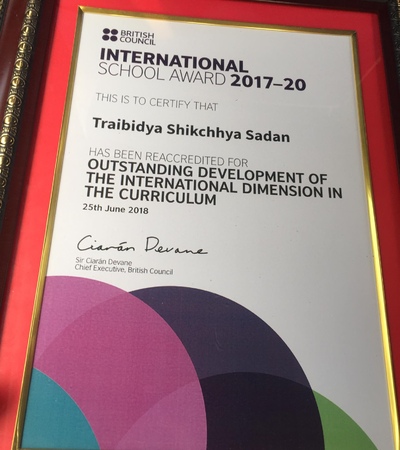 BRITISH
COUNCIL
INTERNATIONAL
SCHOOL AWARD 2017–20
THIS IS TO CERTIFY THAT
Traibidya Shikchhya Sadan
HAS BEEN REACCREDITED FOR
OUTSTANDING DEVELOPMENT OF
THE INTERNATIONAL DIMENSION IN
THE CURRICULUM
25th June 2018
Ciarán Devane
Sir Ciarán Devane
Chief Executive, British Council